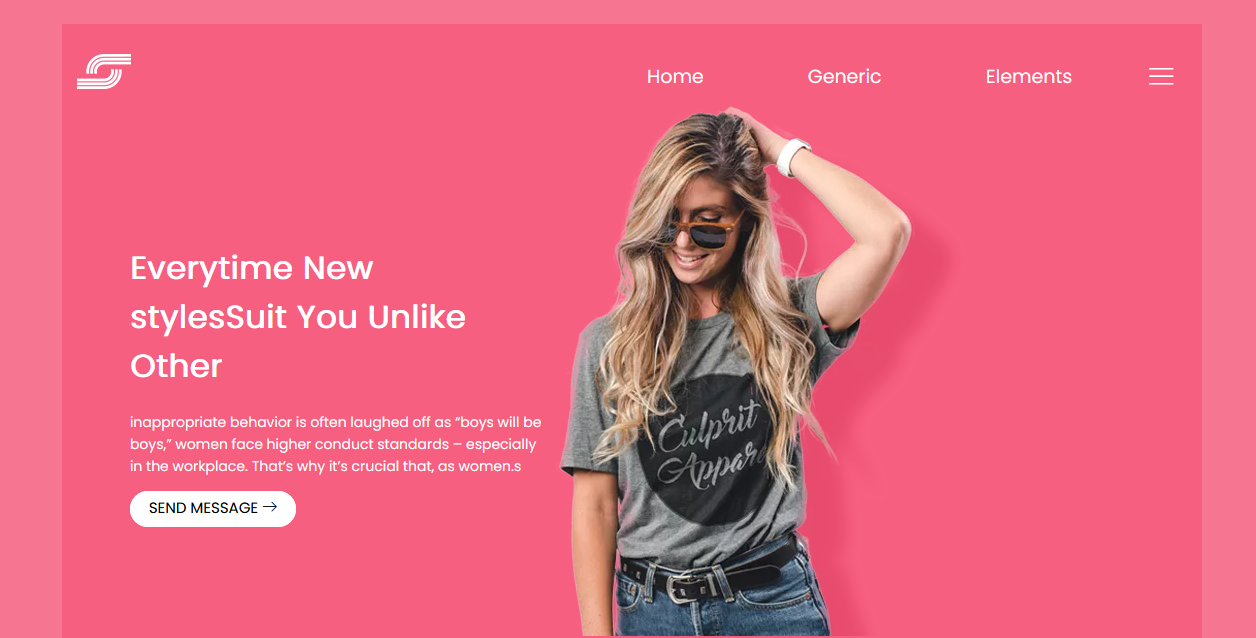 Home Generic Elements
Everytime New
stylesSuit You Unlike
Other
inappropriate behavior is often laughed off as “boys will be
boys,” women face higher conduct standards – especially
in the workplace. That’s why it’s crucial that, as women.s
SEND MESSAGE →
Culprit
Apparel